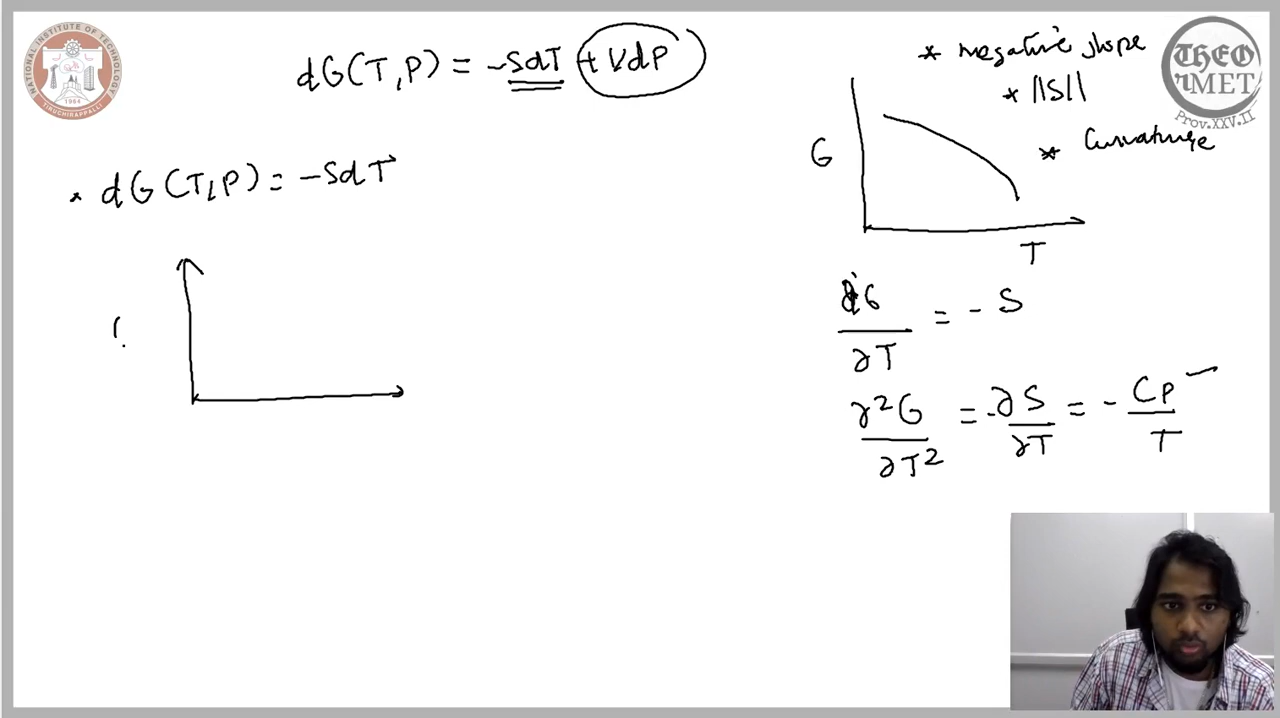 NATIONAL INSTITUTE OF TECHNOLOGY
1964
TIRUCHIRAPPALLI
dG(T,P) = -SdT + VdP
* negative slope
* ||S||
* Curvature
THEO
MET
Prov.XXV.II
* dG(T,P) = -SdT
G
T
∂G/∂T = - S
∂²G/∂T² = -∂S/∂T = - CP/T
(